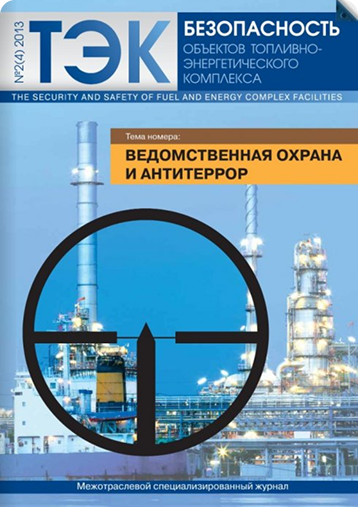 №2(4) 2013
ТЭК
БЕЗОПАСНОСТЬ
ОБЪЕКТОВ ТОПЛИВНО-
ЭНЕРГЕТИЧЕСКОГО
КОМПЛЕКСА
THE SECURITY AND SAFETY OF FUEL AND ENERGY COMPLEX FACILITIES
Тема номера:
ВЕДОМСТВЕННАЯ ОХРАНА
И АНТИТЕРРОР
Межотраслевой специализированный журнал